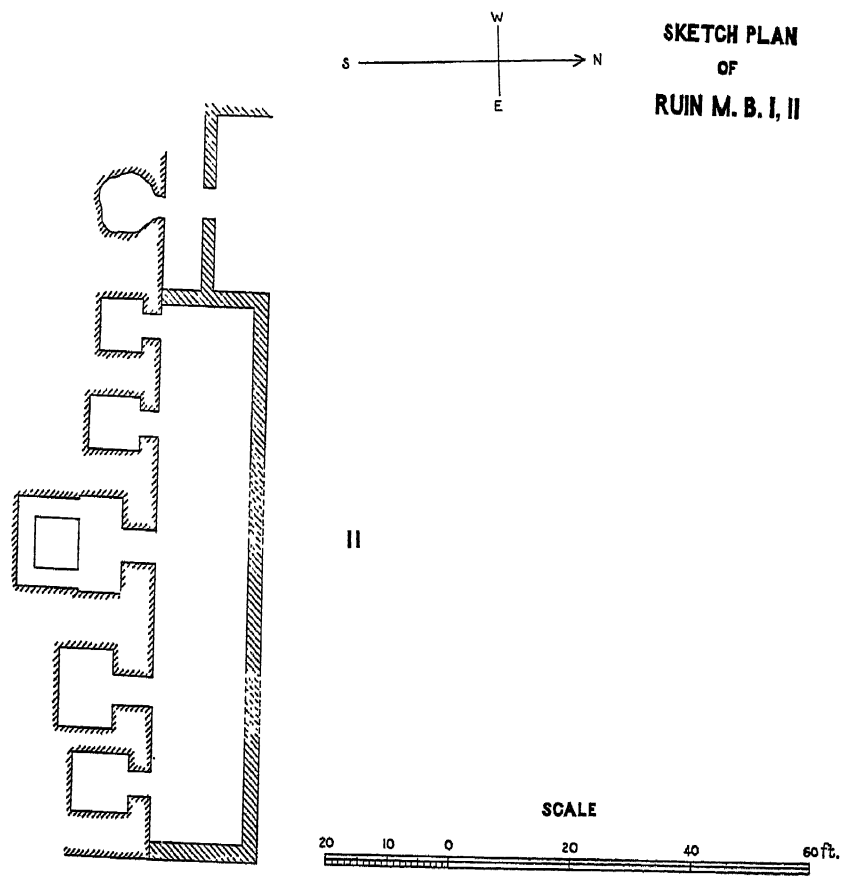 W
S N
E
SKETCH PLAN
OF
RUIN M. B. I, II
II
SCALE
20 10 0 20 40 60 ft.